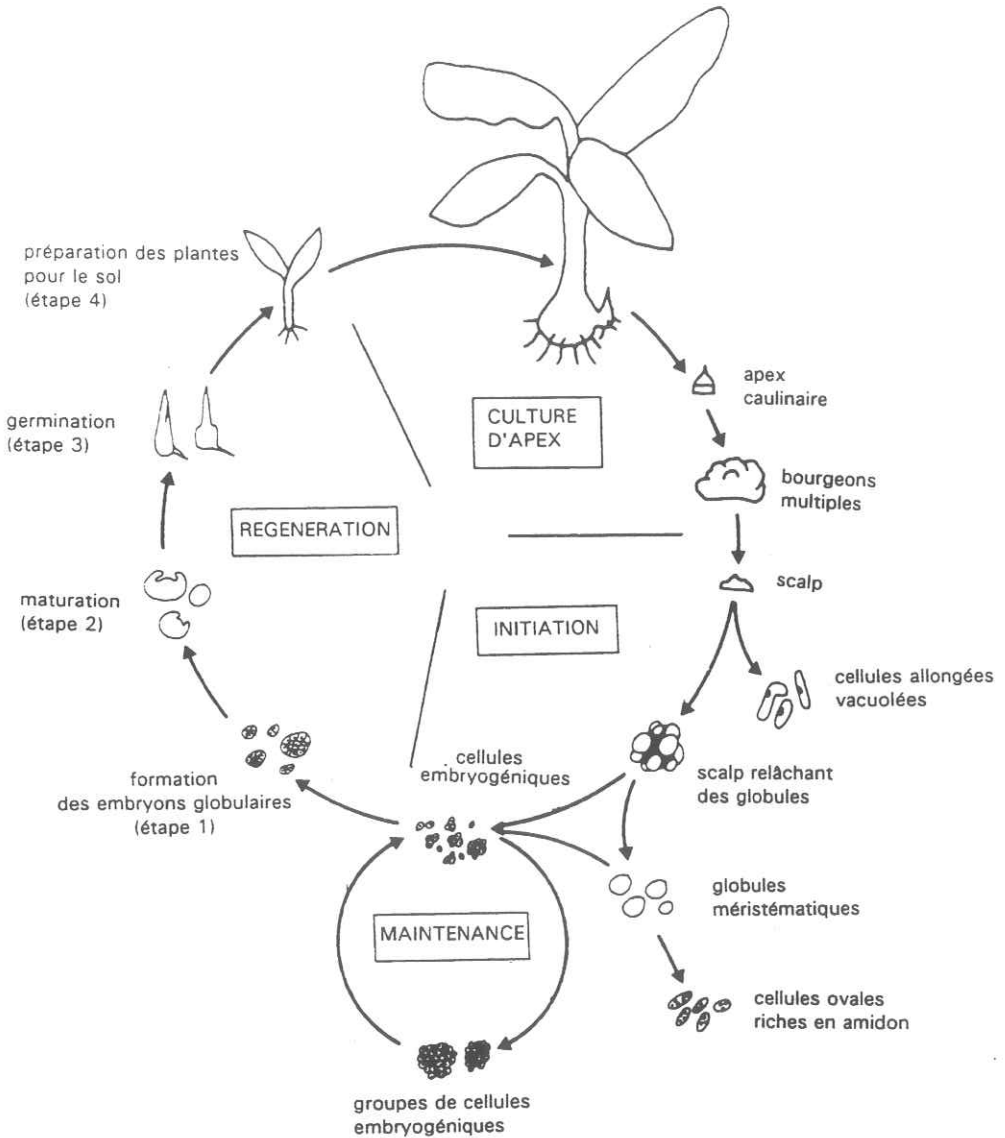 préparation des plantes
pour le sol
(étape 4)
germination
(étape 3)
maturation
(étape 2)
formation
des embryons globulaires
(étape 1)
REGENERATION
CULTURE
D'APEX
INITIATION
MAINTENANCE
apex
caulinaire
bourgeons
multiples
scalp
cellules allongées
vacuolées
scalp relâchant
des globules
cellules
embryogéniques
globules
méristématiques
cellules ovales
riches en amidon
groupes de cellules
embryogéniques